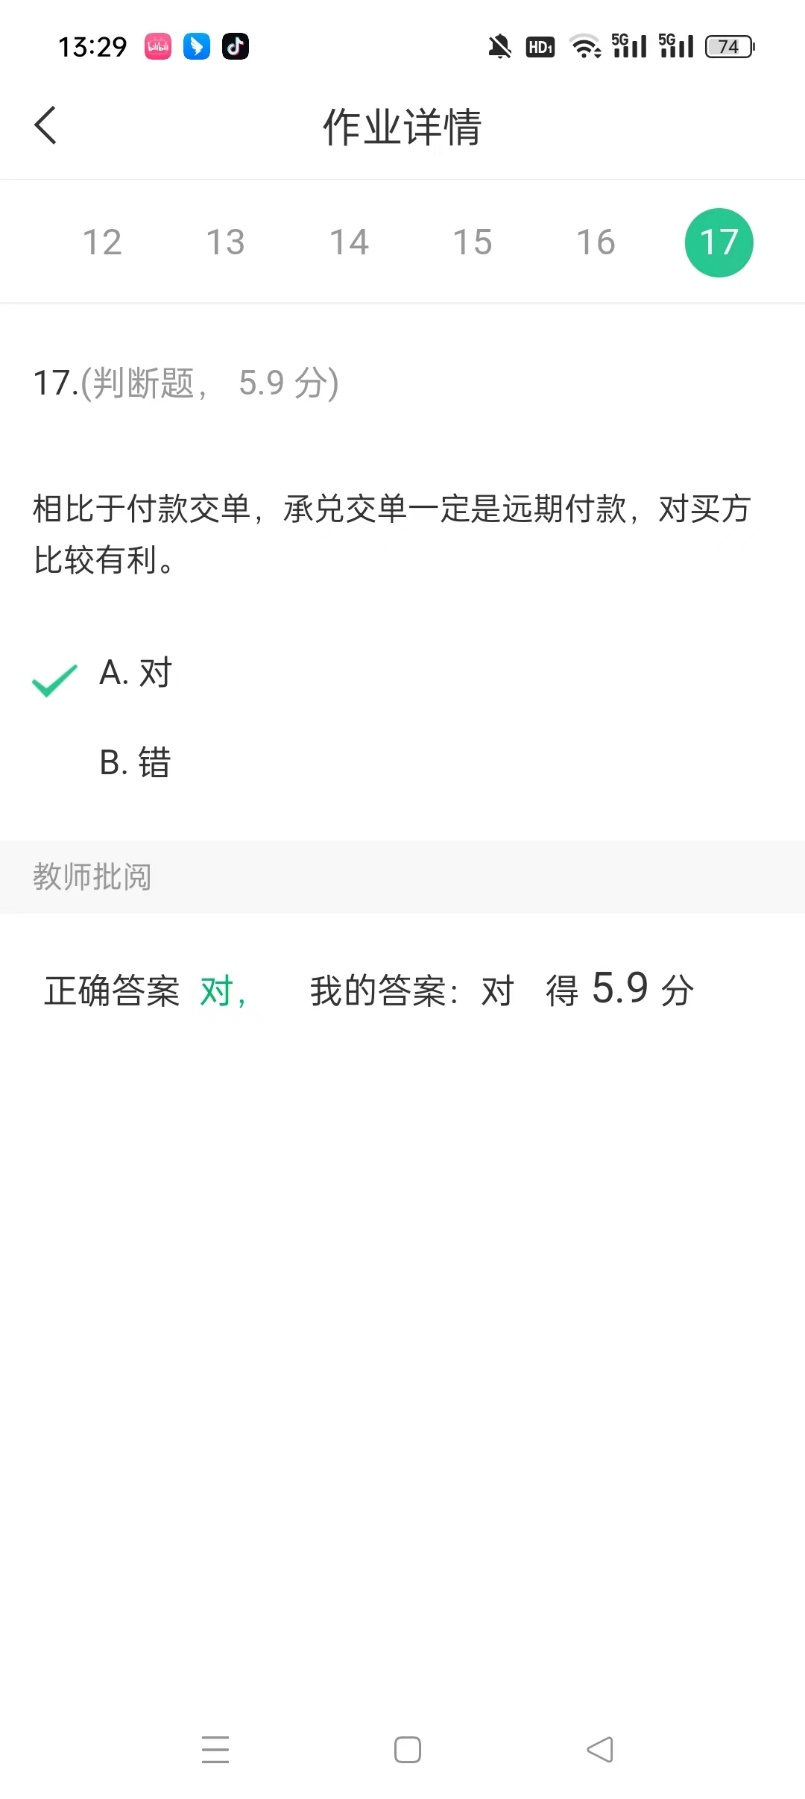 13:29 HD1 5G 5G 74
作业详情
12 13 14 15 16 17
17.(判断题， 5.9 分)
相比于付款交单，承兑交单一定是远期付款，对买方
比较有利。
A. 对
B. 错
教师批阅
正确答案 对， 我的答案：对 得 5.9 分